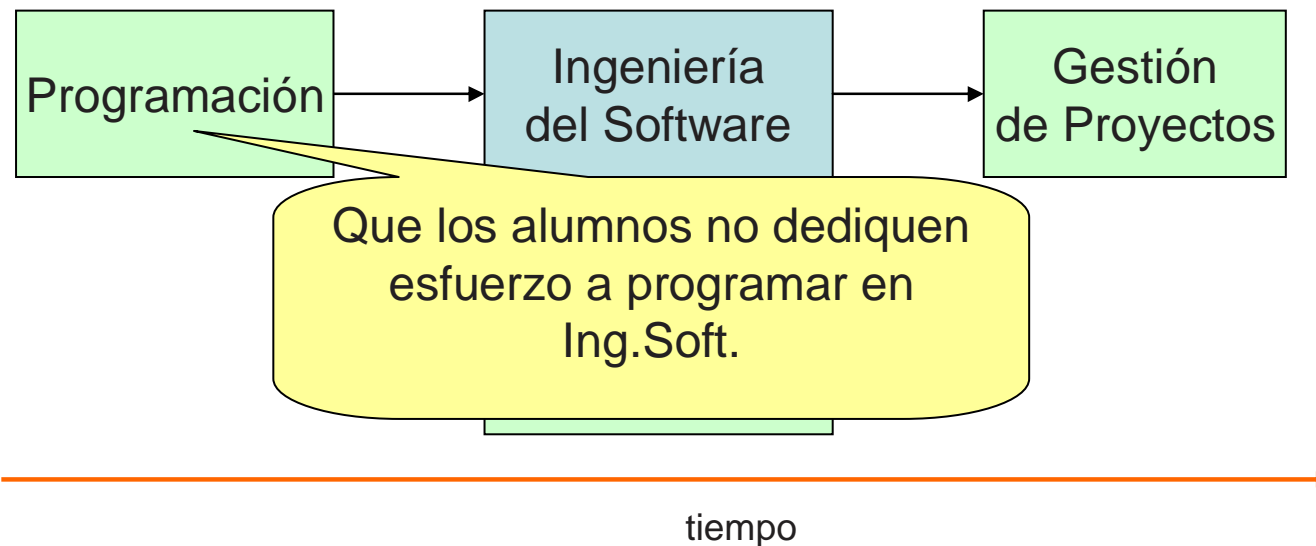 Programación
Ingeniería
del Software
Gestión
de Proyectos
Que los alumnos no dediquen
esfuerzo a programar en
Ing.Soft.
tiempo